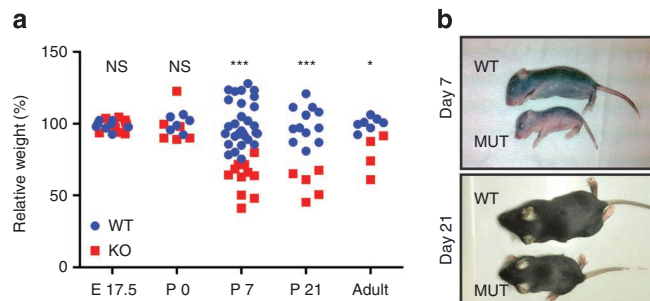 a
150
100
50
0
Relative weight (%)
NS
NS
***
***
*
WT
KO
E 17.5
P 0
P 7
P 21
Adult
b
Day 7
WT
MUT
Day 21
WT
MUT